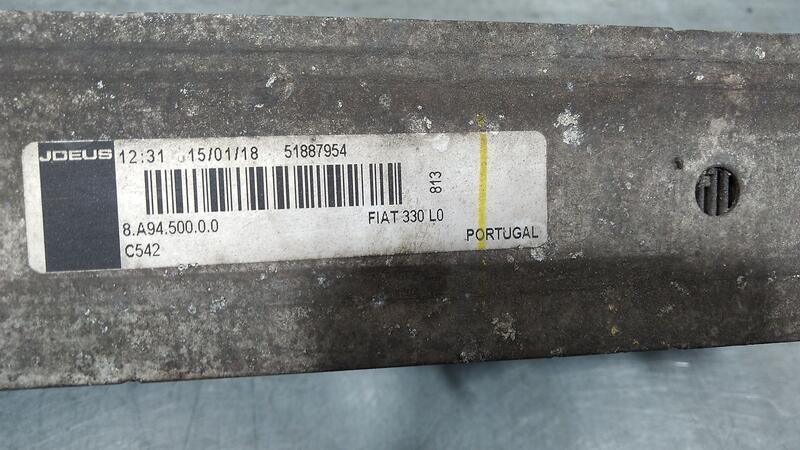 JDEUS 12:31 15/01/18 51887954
813
8.A94.500.0.0 FIAT 330 L0
C542 PORTUGAL